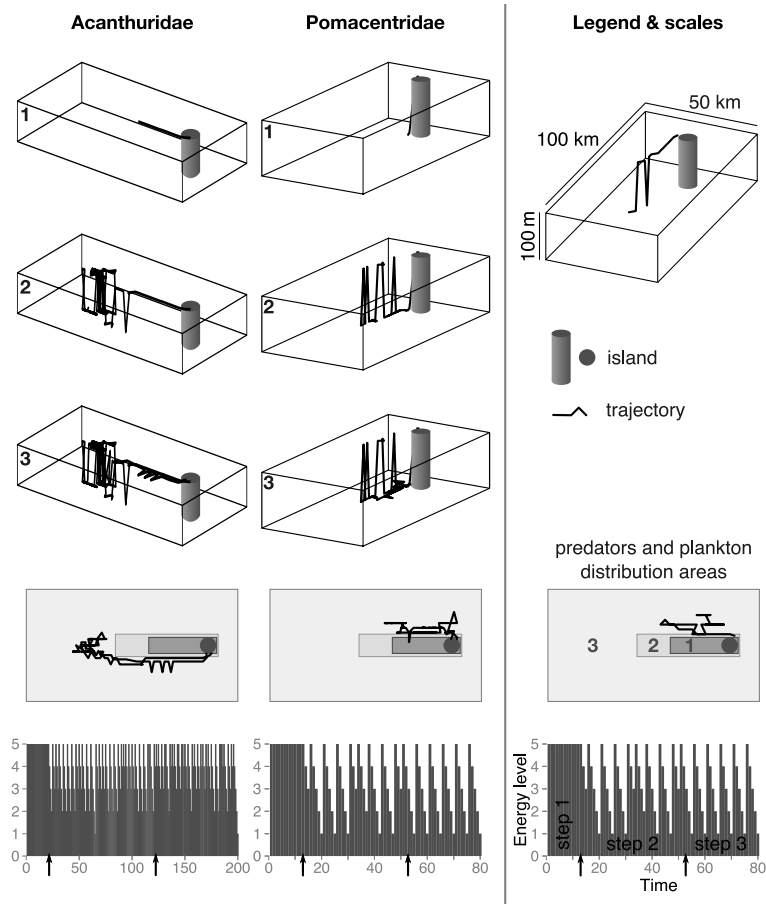 Acanthuridae
Pomacentridae
Legend & scales
1
1
50 km
100 km
100 m
2
2
island
trajectory
3
3
predators and plankton
distribution areas
3 2 1
5
4
3
2
1
0
0 50 100 150 200
5
4
3
2
1
0
0 20 40 60 80
Energy level
5
4
3
2
1
0
step 1
step 2
step 3
0 20 40 60 80
Time